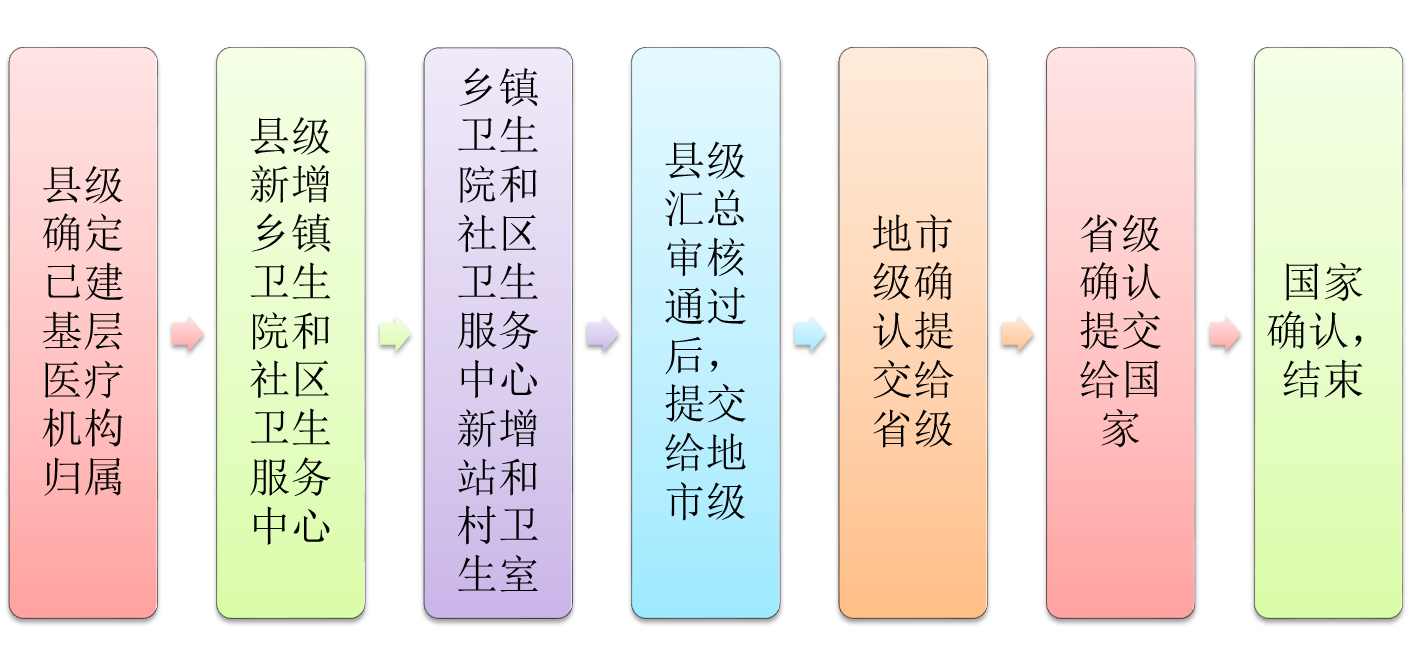 县级
确定
已建
基层
医疗
机构
归属
县级
新增
乡镇
卫生
院和
社区
卫生
服务
中心
乡镇
卫生
院和
社区
卫生
服务
中心
新增
站和
村卫
生室
县级
汇总
审核
通过
后，
提交
给地
市级
地市
级确
认提
交给
省级
省级
确认
提交
给国
家
国家
确认，
结束